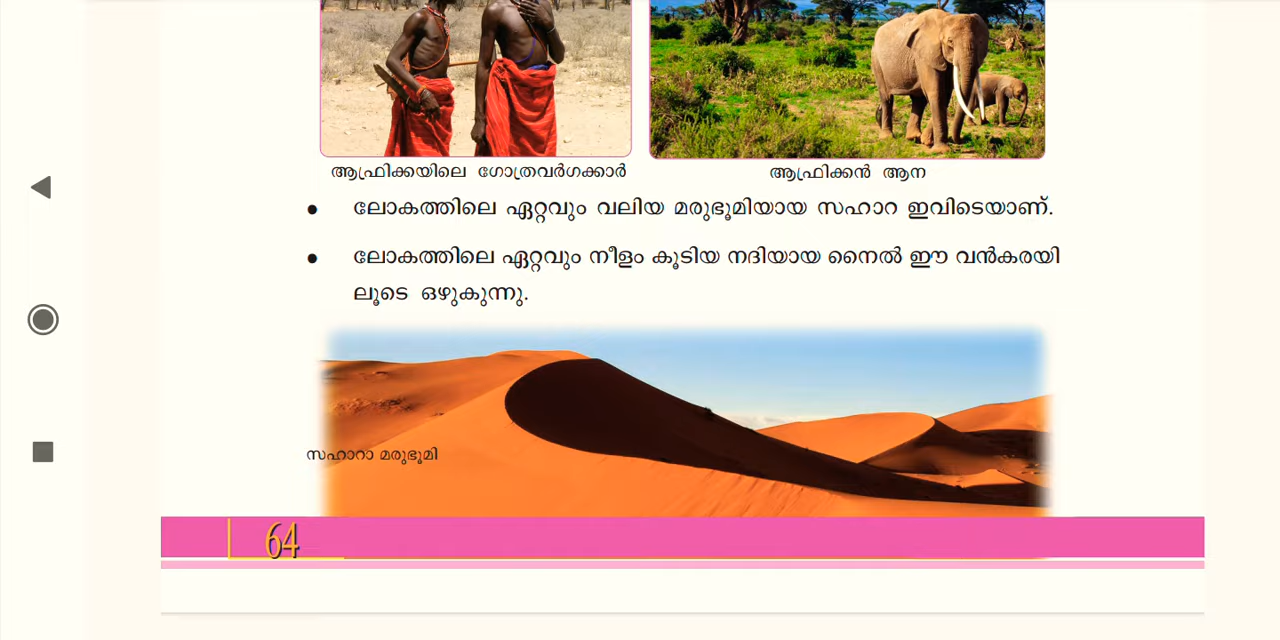 ആഫ്രിക്കയിലെ ഗോത്രവർഗക്കാർ
ആഫ്രിക്കൻ ആന
● ലോകത്തിലെ ഏറ്റവും വലിയ മരുഭൂമിയായ സഹാറ ഇവിടെയാണ്.
● ലോകത്തിലെ ഏറ്റവും നീളം കൂടിയ നദിയായ നൈൽ ഈ വൻകരയി
ലൂടെ ഒഴുകുന്നു.
സഹാറാ മരുഭൂമി
64